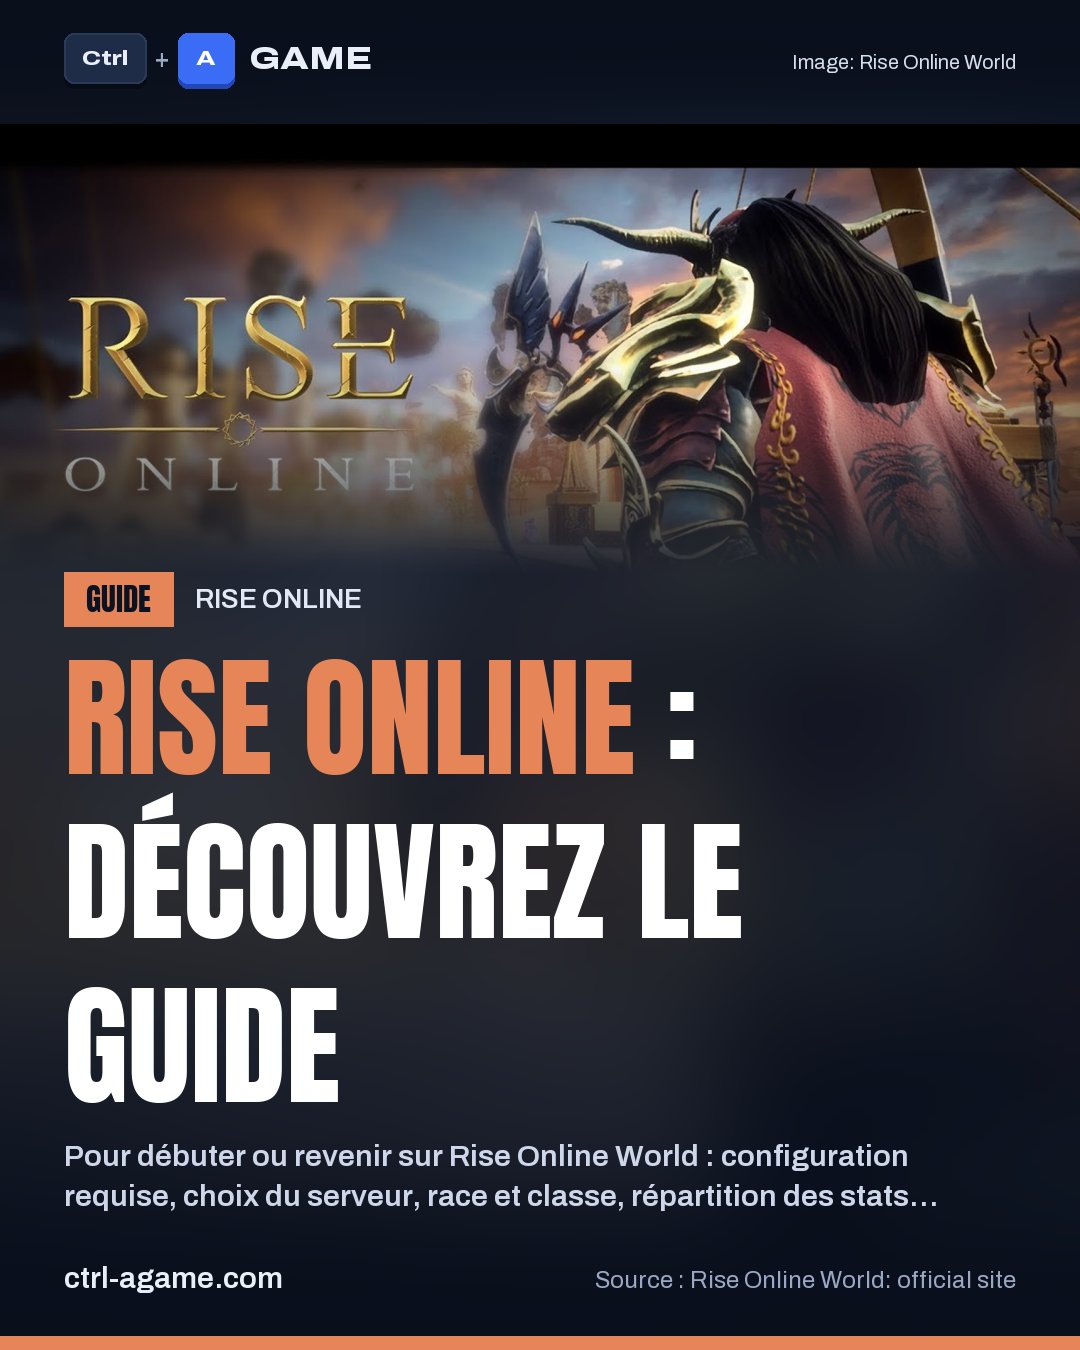 Ctrl + A GAME
Image: Rise Online World
RISE
ONLINE
GUIDE RISE ONLINE
RISE ONLINE :
DÉCOUVREZ LE
GUIDE
Pour débuter ou revenir sur Rise Online World : configuration
requise, choix du serveur, race et classe, répartition des stats…
ctrl-agame.com
Source : Rise Online World: official site